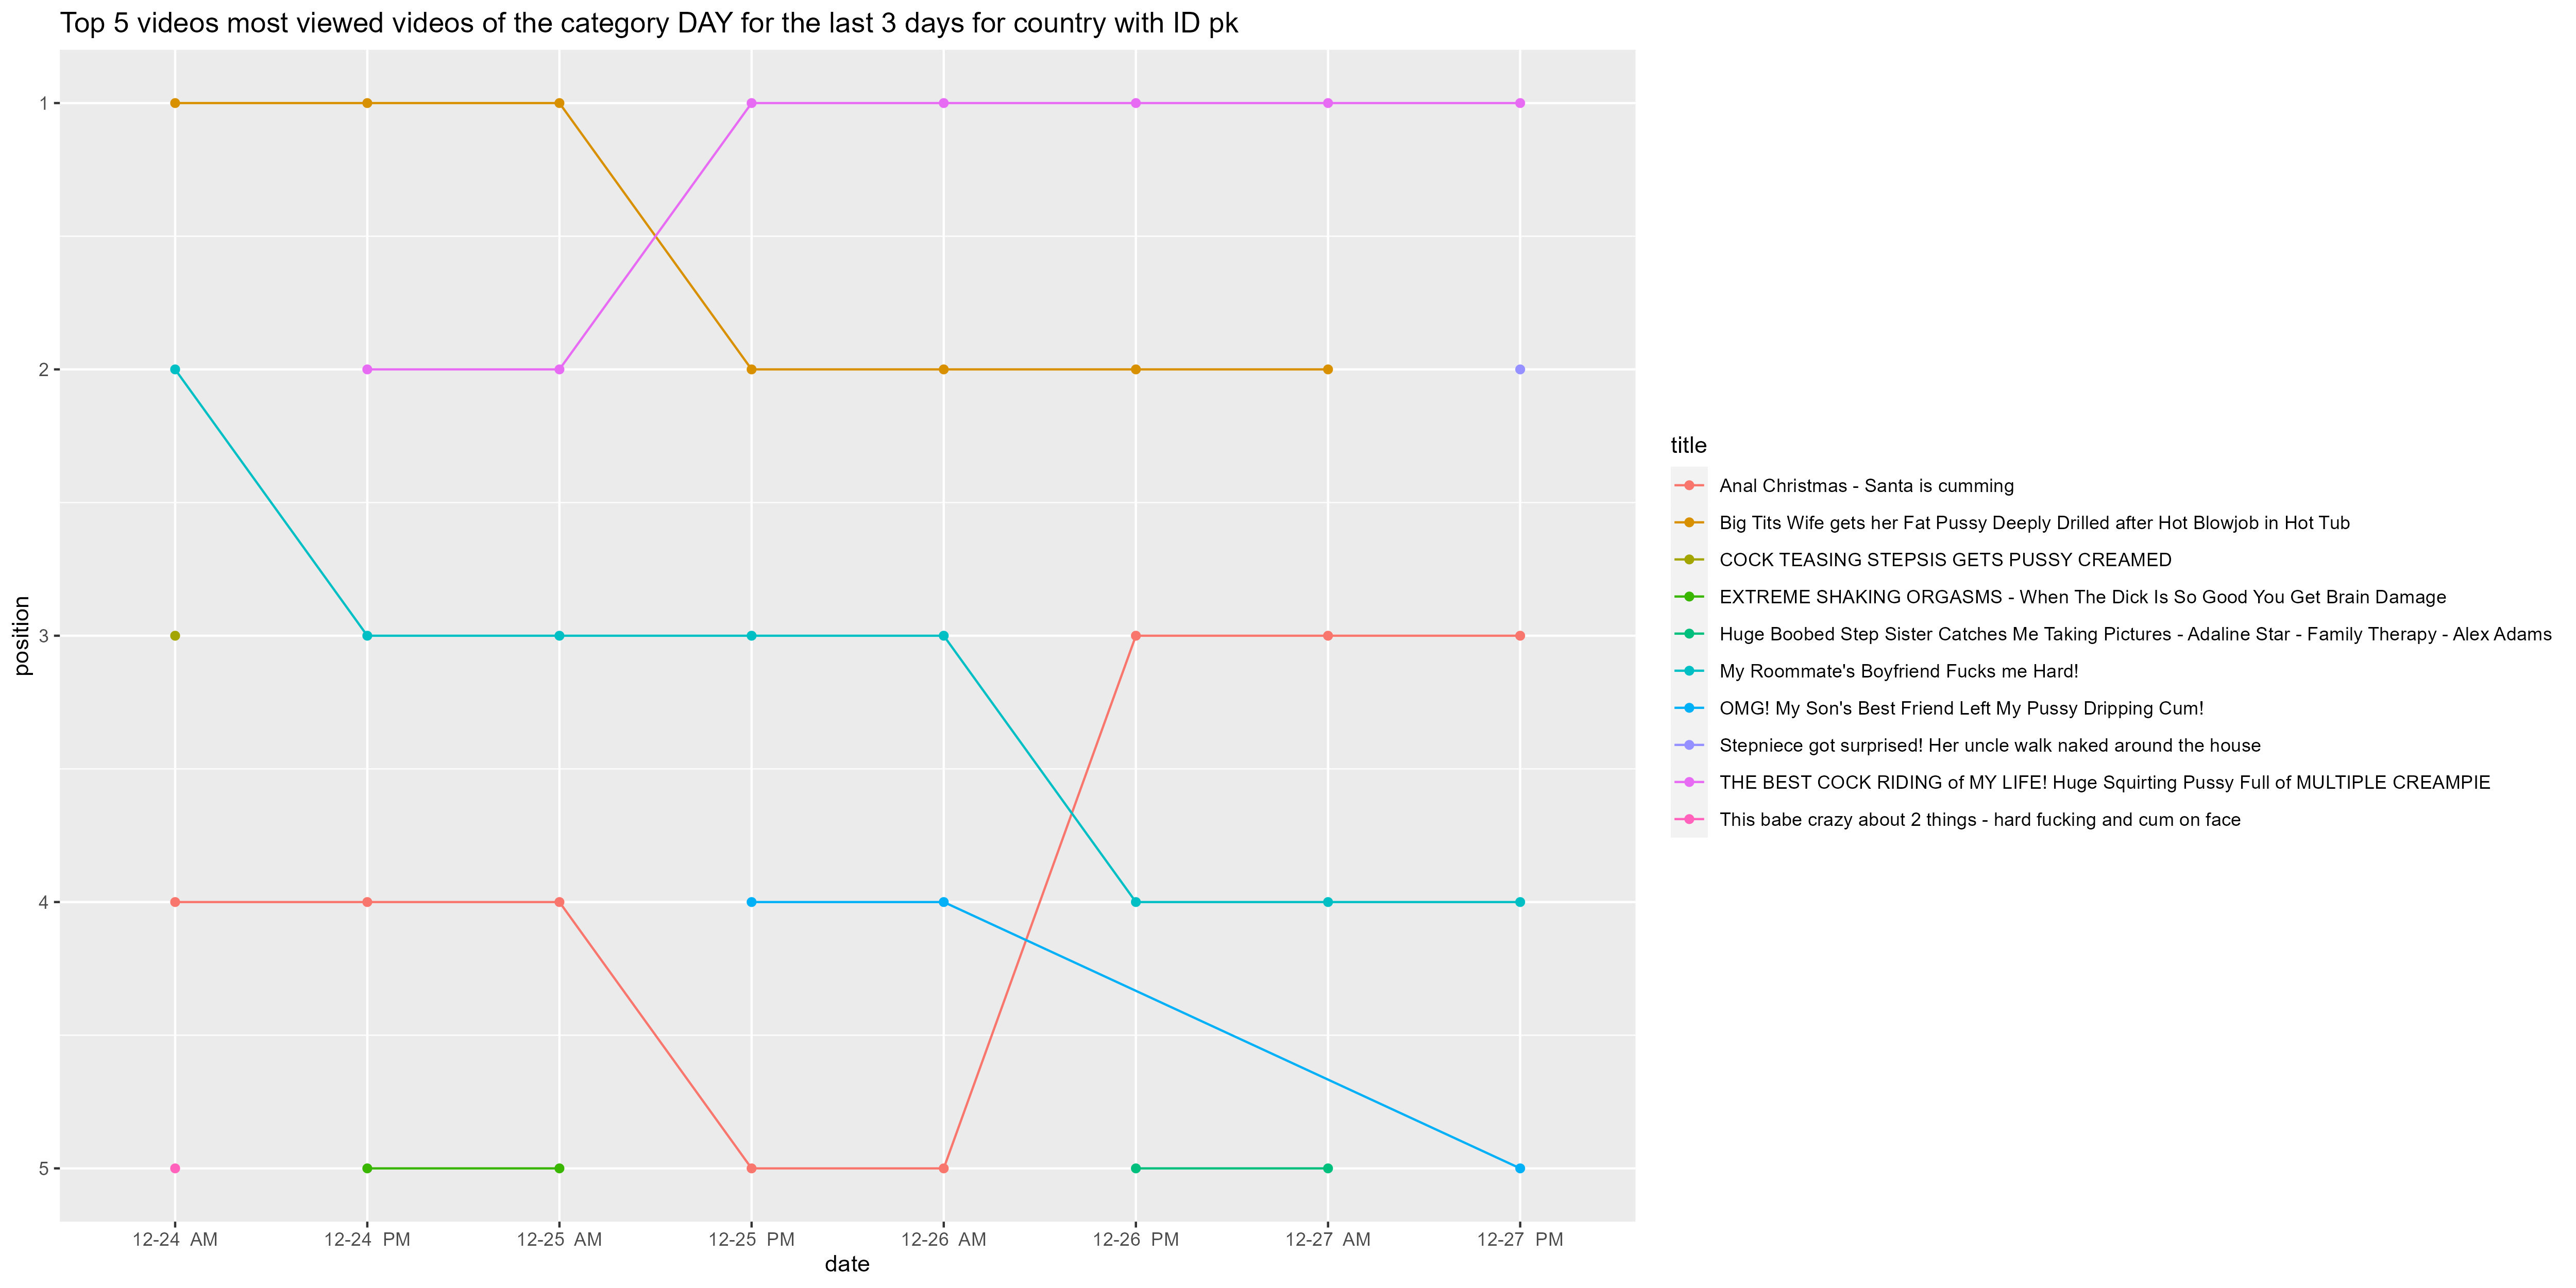 Top 5 videos most viewed videos of the category DAY for the last 3 days for country with ID pk
1
2
3
4
5
position
12-24 AM
12-24 PM
12-25 AM
12-25 PM
12-26 AM
12-26 PM
12-27 AM
12-27 PM
date
title
Anal Christmas - Santa is cumming
Big Tits Wife gets her Fat Pussy Deeply Drilled after Hot Blowjob in Hot Tub
COCK TEASING STEPSIS GETS PUSSY CREAMED
EXTREME SHAKING ORGASMS - When The Dick Is So Good You Get Brain Damage
Huge Boobed Step Sister Catches Me Taking Pictures - Adaline Star - Family Therapy - Alex Adams
My Roommate's Boyfriend Fucks me Hard!
OMG! My Son's Best Friend Left My Pussy Dripping Cum!
Stepniece got surprised! Her uncle walk naked around the house
THE BEST COCK RIDING of MY LIFE! Huge Squirting Pussy Full of MULTIPLE CREAMPIE
This babe crazy about 2 things - hard fucking and cum on face